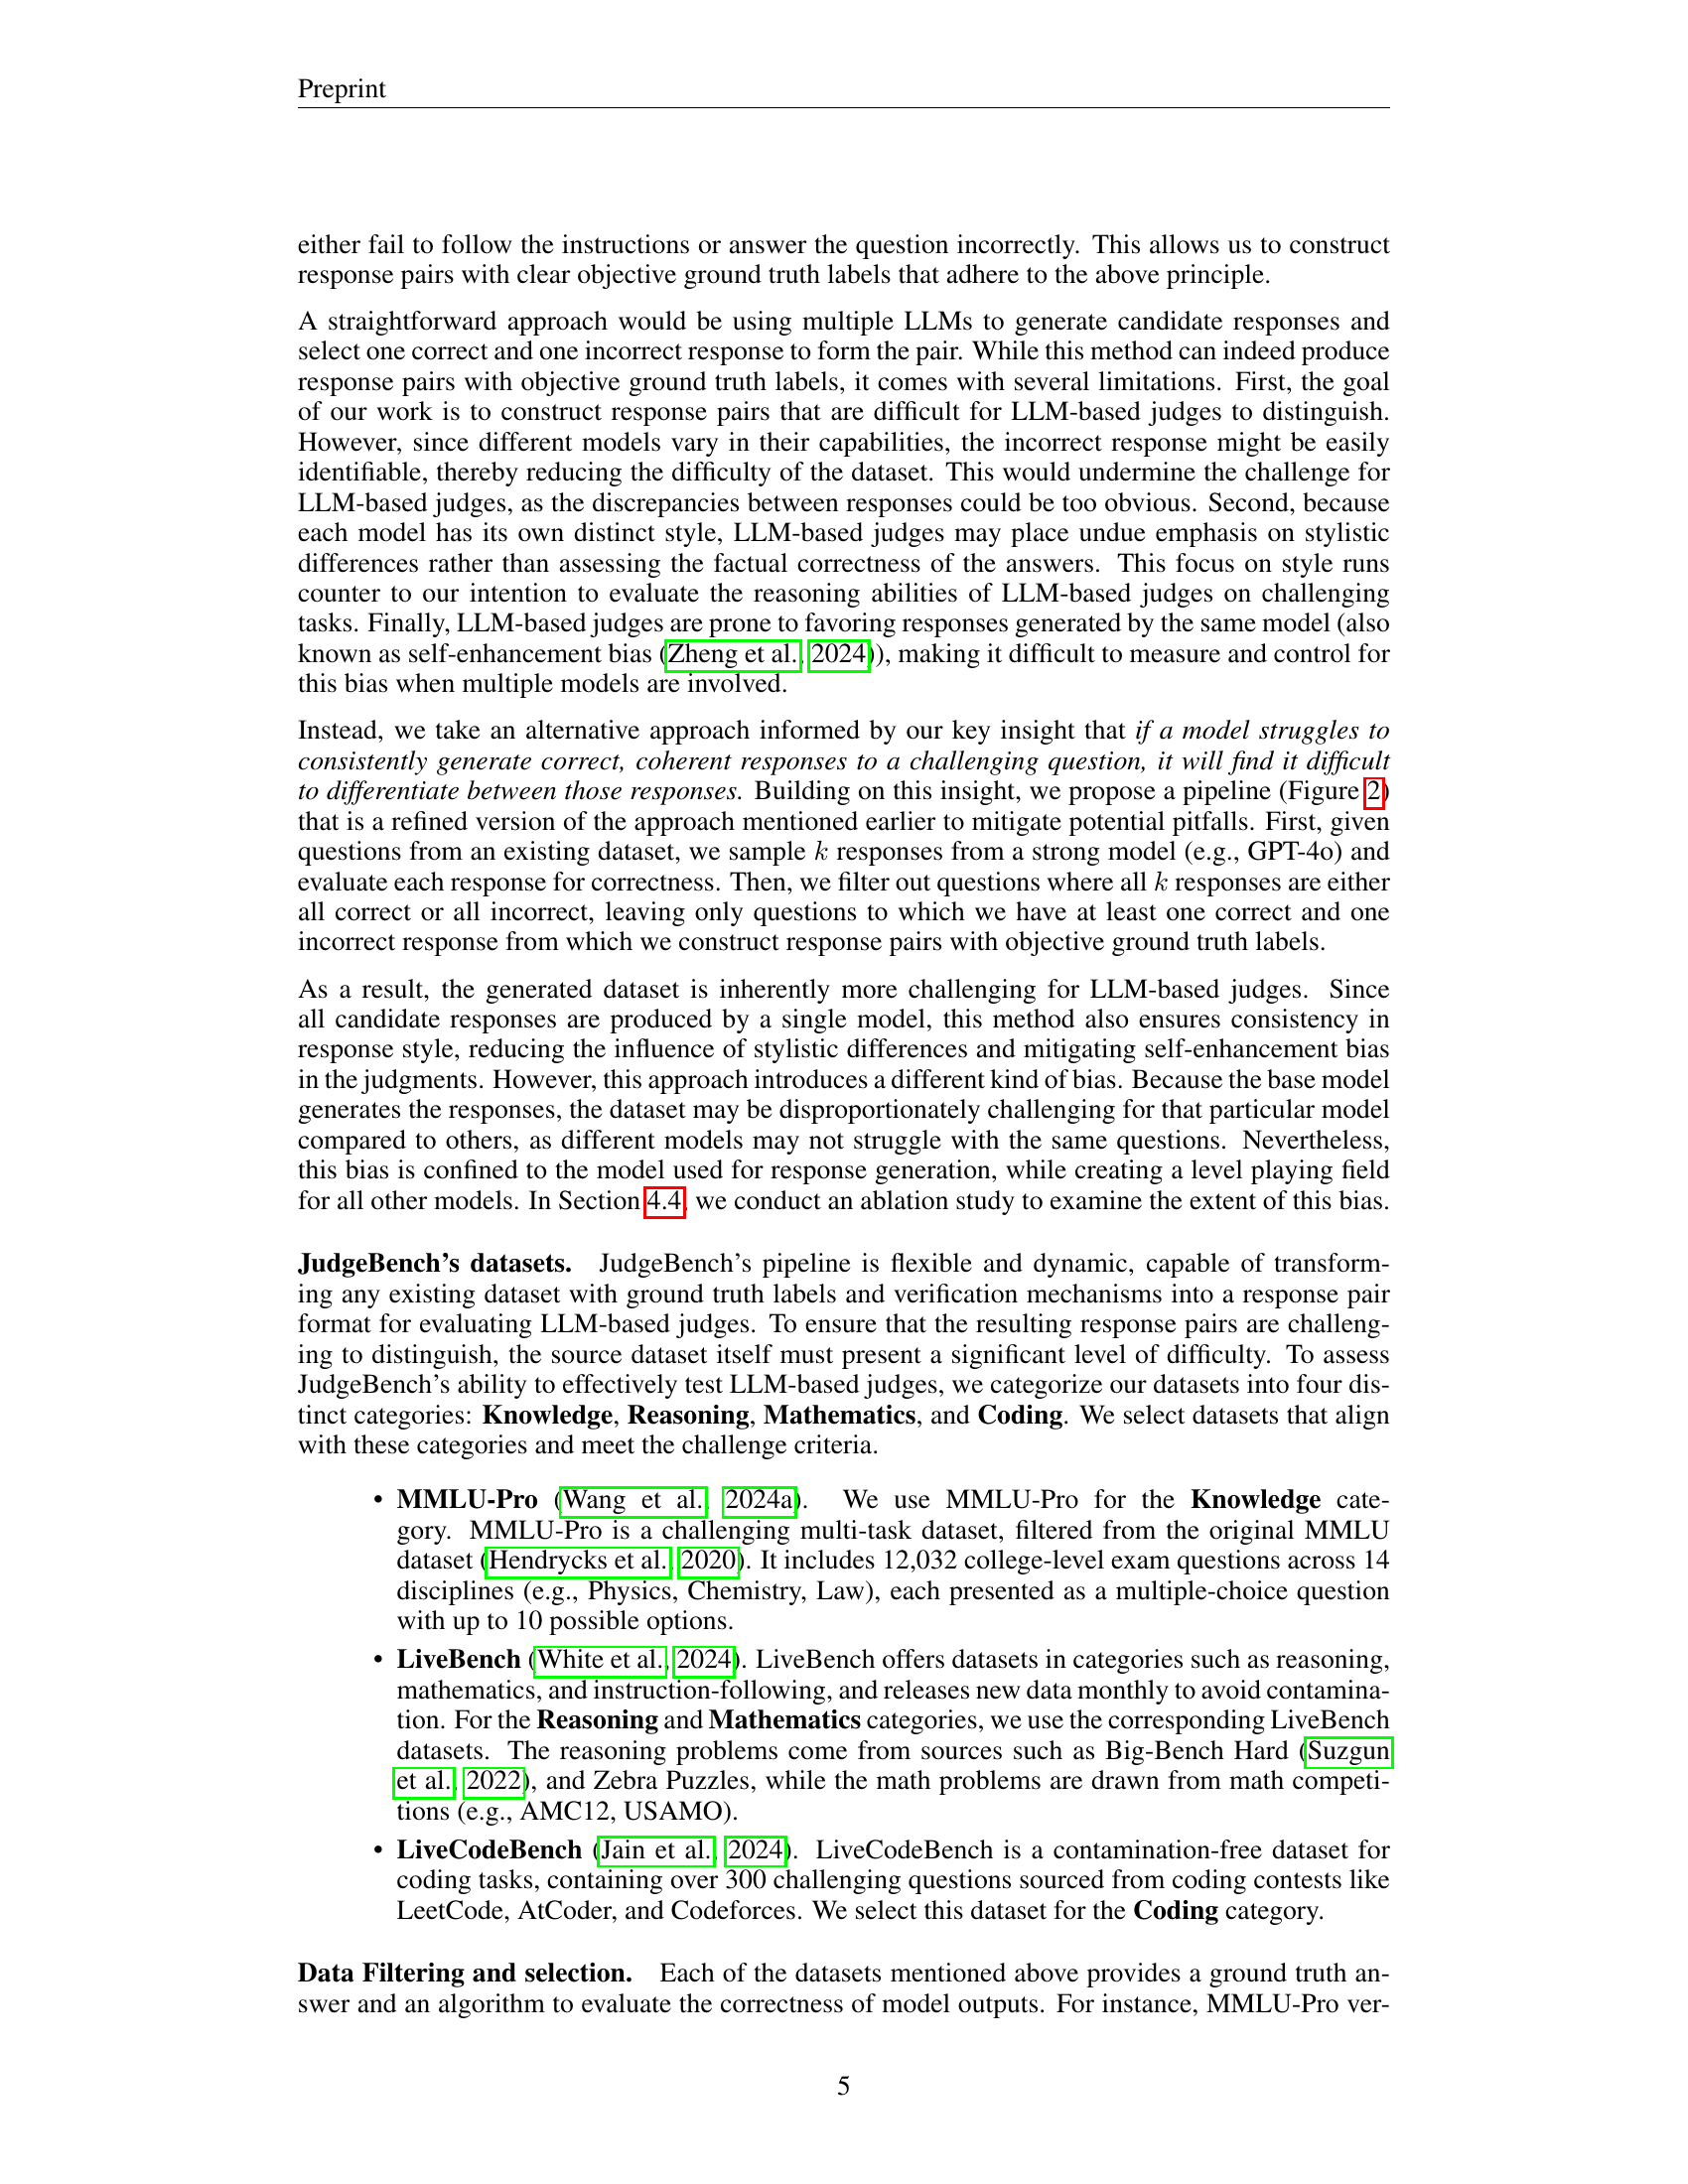 Preprint
either fail to follow the instructions or answer the question incorrectly. This allows us to construct
response pairs with clear objective ground truth labels that adhere to the above principle.
A straightforward approach would be using multiple LLMs to generate candidate responses and
select one correct and one incorrect response to form the pair. While this method can indeed produce
response pairs with objective ground truth labels, it comes with several limitations. First, the goal
of our work is to construct response pairs that are difficult for LLM-based judges to distinguish.
However, since different models vary in their capabilities, the incorrect response might be easily
identifiable, thereby reducing the difficulty of the dataset. This would undermine the challenge for
LLM-based judges, as the discrepancies between responses could be too obvious. Second, because
each model has its own distinct style, LLM-based judges may place undue emphasis on stylistic
differences rather than assessing the factual correctness of the answers. This focus on style runs
counter to our intention to evaluate the reasoning abilities of LLM-based judges on challenging
tasks. Finally, LLM-based judges are prone to favoring responses generated by the same model (also
known as self-enhancement bias (Zheng et al., 2024)), making it difficult to measure and control for
this bias when multiple models are involved.
Instead, we take an alternative approach informed by our key insight that if a model struggles to
consistently generate correct, coherent responses to a challenging question, it will find it difficult
to differentiate between those responses. Building on this insight, we propose a pipeline (Figure 2)
that is a refined version of the approach mentioned earlier to mitigate potential pitfalls. First, given
questions from an existing dataset, we sample k responses from a strong model (e.g., GPT-4o) and
evaluate each response for correctness. Then, we filter out questions where all k responses are either
all correct or all incorrect, leaving only questions to which we have at least one correct and one
incorrect response from which we construct response pairs with objective ground truth labels.
As a result, the generated dataset is inherently more challenging for LLM-based judges. Since
all candidate responses are produced by a single model, this method also ensures consistency in
response style, reducing the influence of stylistic differences and mitigating self-enhancement bias
in the judgments. However, this approach introduces a different kind of bias. Because the base model
generates the responses, the dataset may be disproportionately challenging for that particular model
compared to others, as different models may not struggle with the same questions. Nevertheless,
this bias is confined to the model used for response generation, while creating a level playing field
for all other models. In Section 4.4, we conduct an ablation study to examine the extent of this bias.
JudgeBench's datasets. JudgeBench's pipeline is flexible and dynamic, capable of transform-
ing any existing dataset with ground truth labels and verification mechanisms into a response pair
format for evaluating LLM-based judges. To ensure that the resulting response pairs are challeng-
ing to distinguish, the source dataset itself must present a significant level of difficulty. To assess
JudgeBench's ability to effectively test LLM-based judges, we categorize our datasets into four dis-
tinct categories: Knowledge, Reasoning, Mathematics, and Coding. We select datasets that align
with these categories and meet the challenge criteria.
• MMLU-Pro (Wang et al., 2024a). We use MMLU-Pro for the Knowledge cate-
gory. MMLU-Pro is a challenging multi-task dataset, filtered from the original MMLU
dataset (Hendrycks et al., 2020). It includes 12,032 college-level exam questions across 14
disciplines (e.g., Physics, Chemistry, Law), each presented as a multiple-choice question
with up to 10 possible options.
• LiveBench (White et al., 2024). LiveBench offers datasets in categories such as reasoning,
mathematics, and instruction-following, and releases new data monthly to avoid contamina-
tion. For the Reasoning and Mathematics categories, we use the corresponding LiveBench
datasets. The reasoning problems come from sources such as Big-Bench Hard (Suzgun
et al., 2022), and Zebra Puzzles, while the math problems are drawn from math competi-
tions (e.g., AMC12, USAMO).
• LiveCodeBench (Jain et al., 2024). LiveCodeBench is a contamination-free dataset for
coding tasks, containing over 300 challenging questions sourced from coding contests like
LeetCode, AtCoder, and Codeforces. We select this dataset for the Coding category.
Data Filtering and selection. Each of the datasets mentioned above provides a ground truth an-
swer and an algorithm to evaluate the correctness of model outputs. For instance, MMLU-Pro ver-
5